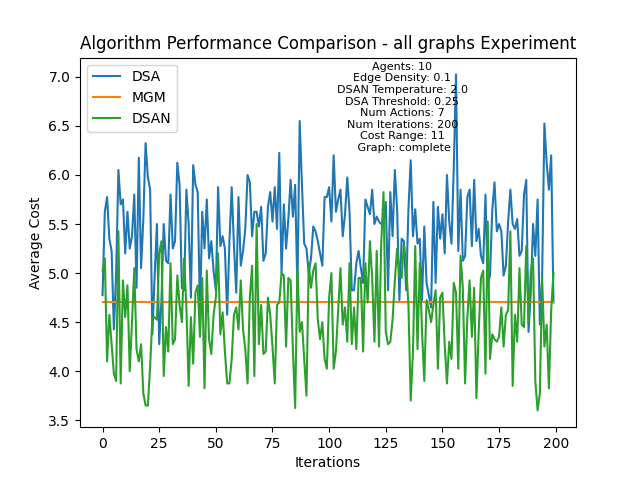 Algorithm Performance Comparison - all graphs Experiment
DSA
MGM
DSAN
Agents: 10
Edge Density: 0.1
DSAN Temperature: 2.0
DSA Threshold: 0.25
Num Actions: 7
Num Iterations: 200
Cost Range: 11
Graph: complete
Average Cost
7.0
6.5
6.0
5.5
5.0
4.5
4.0
3.5
0 25 50 75 100 125 150 175 200
Iterations